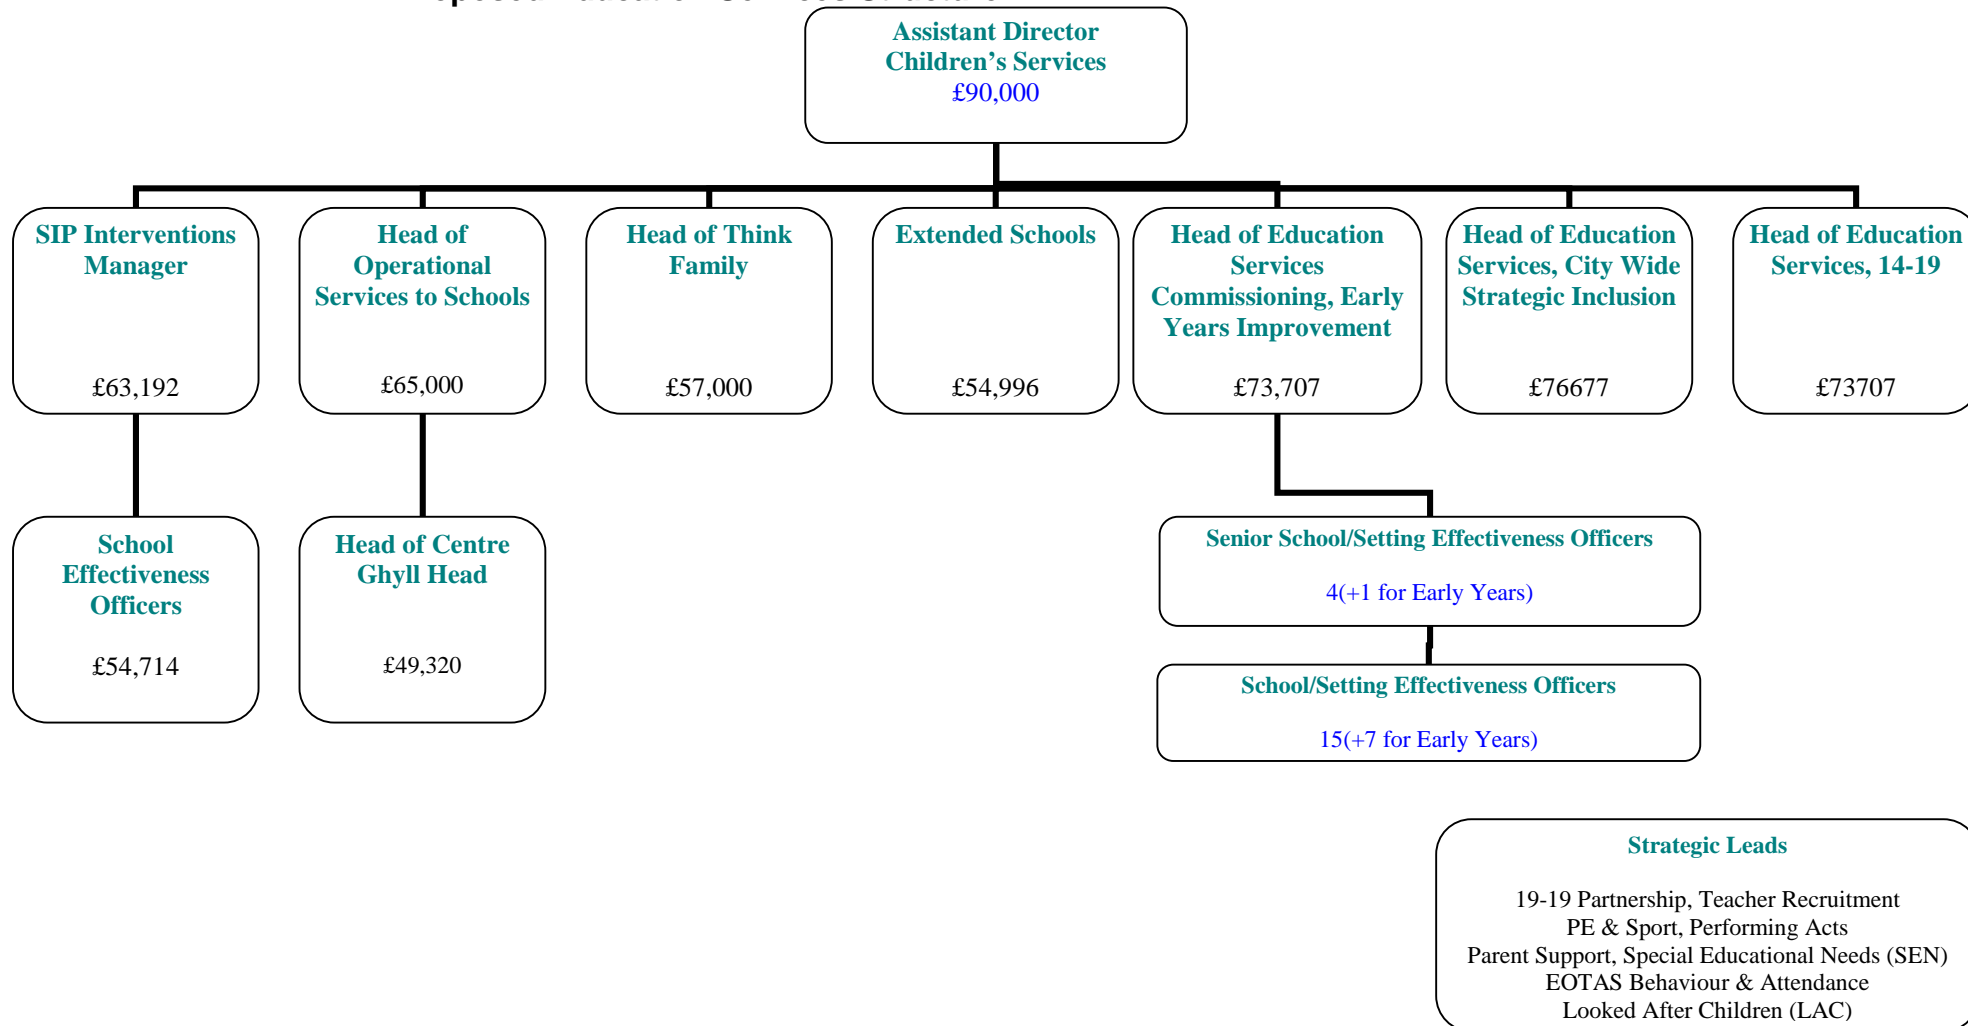 Assistant Director
Children's Services
£90,000
SIP Interventions
Manager
£63,192
Head of
Operational
Services to Schools
£65,000
Head of Think
Family
£57,000
Extended Schools
£54,996
Head of Education
Services
Commissioning, Early
Years Improvement
£73,707
Head of Education
Services, City Wide
Strategic Inclusion
£76677
Head of Education
Services, 14-19
£73707
School
Effectiveness
Officers
£54,714
Head of Centre
Ghyll Head
£49,320
Senior School/Setting Effectiveness Officers
4(+1 for Early Years)
School/Setting Effectiveness Officers
15(+7 for Early Years)
Strategic Leads
19-19 Partnership, Teacher Recruitment
PE & Sport, Performing Acts
Parent Support, Special Educational Needs (SEN)
EOTAS Behaviour & Attendance
Looked After Children (LAC)